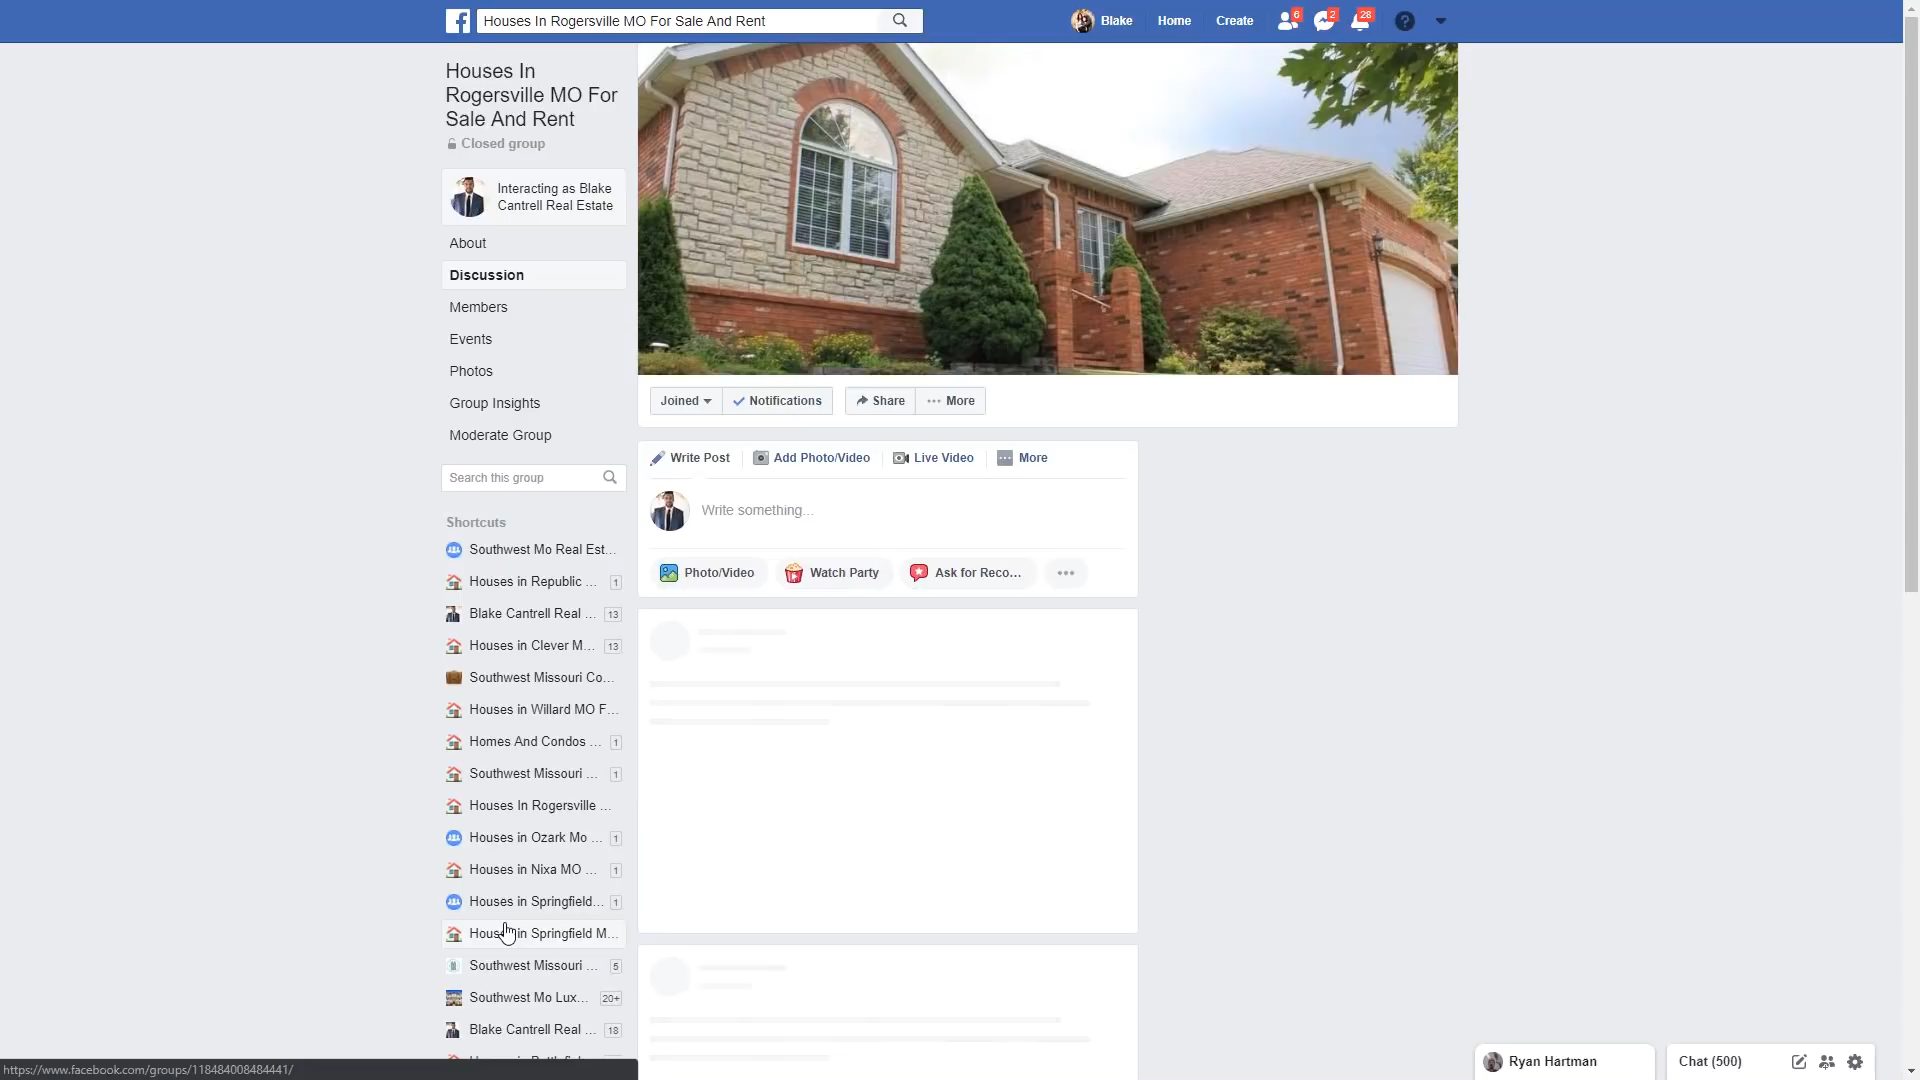 Houses In Rogersville MO For Sale And Rent
Blake
Home
Create
6
2
28
Houses In
Rogersville MO For
Sale And Rent
Closed group
Interacting as Blake
Cantrell Real Estate
About
Discussion
Members
Events
Photos
Group Insights
Moderate Group
Search this group
Shortcuts
Southwest Mo Real Est...
Houses in Republic ... 1
Blake Cantrell Real ... 13
Houses in Clever M... 13
Southwest Missouri Co...
Houses in Willard MO F...
Homes And Condos ... 1
Southwest Missouri ... 1
Houses In Rogersville ...
Houses in Ozark Mo ... 1
Houses in Nixa MO ... 1
Houses in Springfield... 1
Houses in Springfield M...
Southwest Missouri ... 5
Southwest Mo Lux... 20+
Blake Cantrell Real ... 18
Joined
Notifications
Share
More
Write Post
Add Photo/Video
Live Video
More
Write something...
Photo/Video
Watch Party
Ask for Reco...
Ryan Hartman
Chat (500)
https://www.facebook.com/groups/118484008484441/